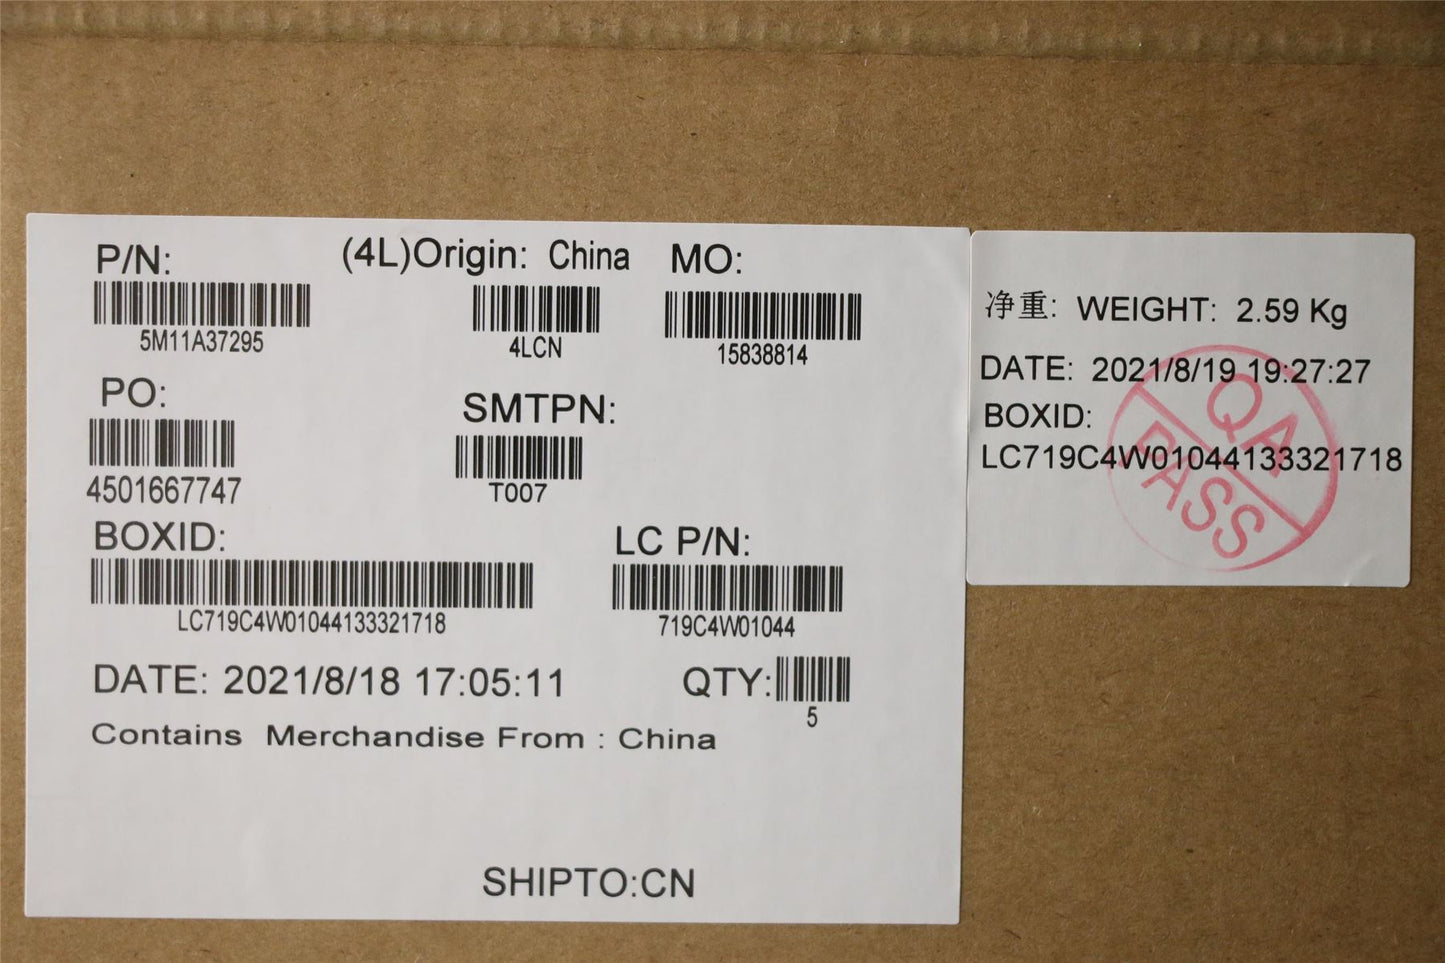 P/N: (4L)Origin: China MO:
5M11A37295 4LCN 15838814
PO: SMTPN:
4501667747 T007
BOXID: LC P/N:
LC719C4W01044133321718 719C4W01044
DATE: 2021/8/18 17:05:11 QTY:
5
Contains Merchandise From : China
SHIPTO:CN
净重: WEIGHT: 2.59 Kg
DATE: 2021/8/19 19:27:27
BOXID:
LC719C4W01044133321718
QA
PASS